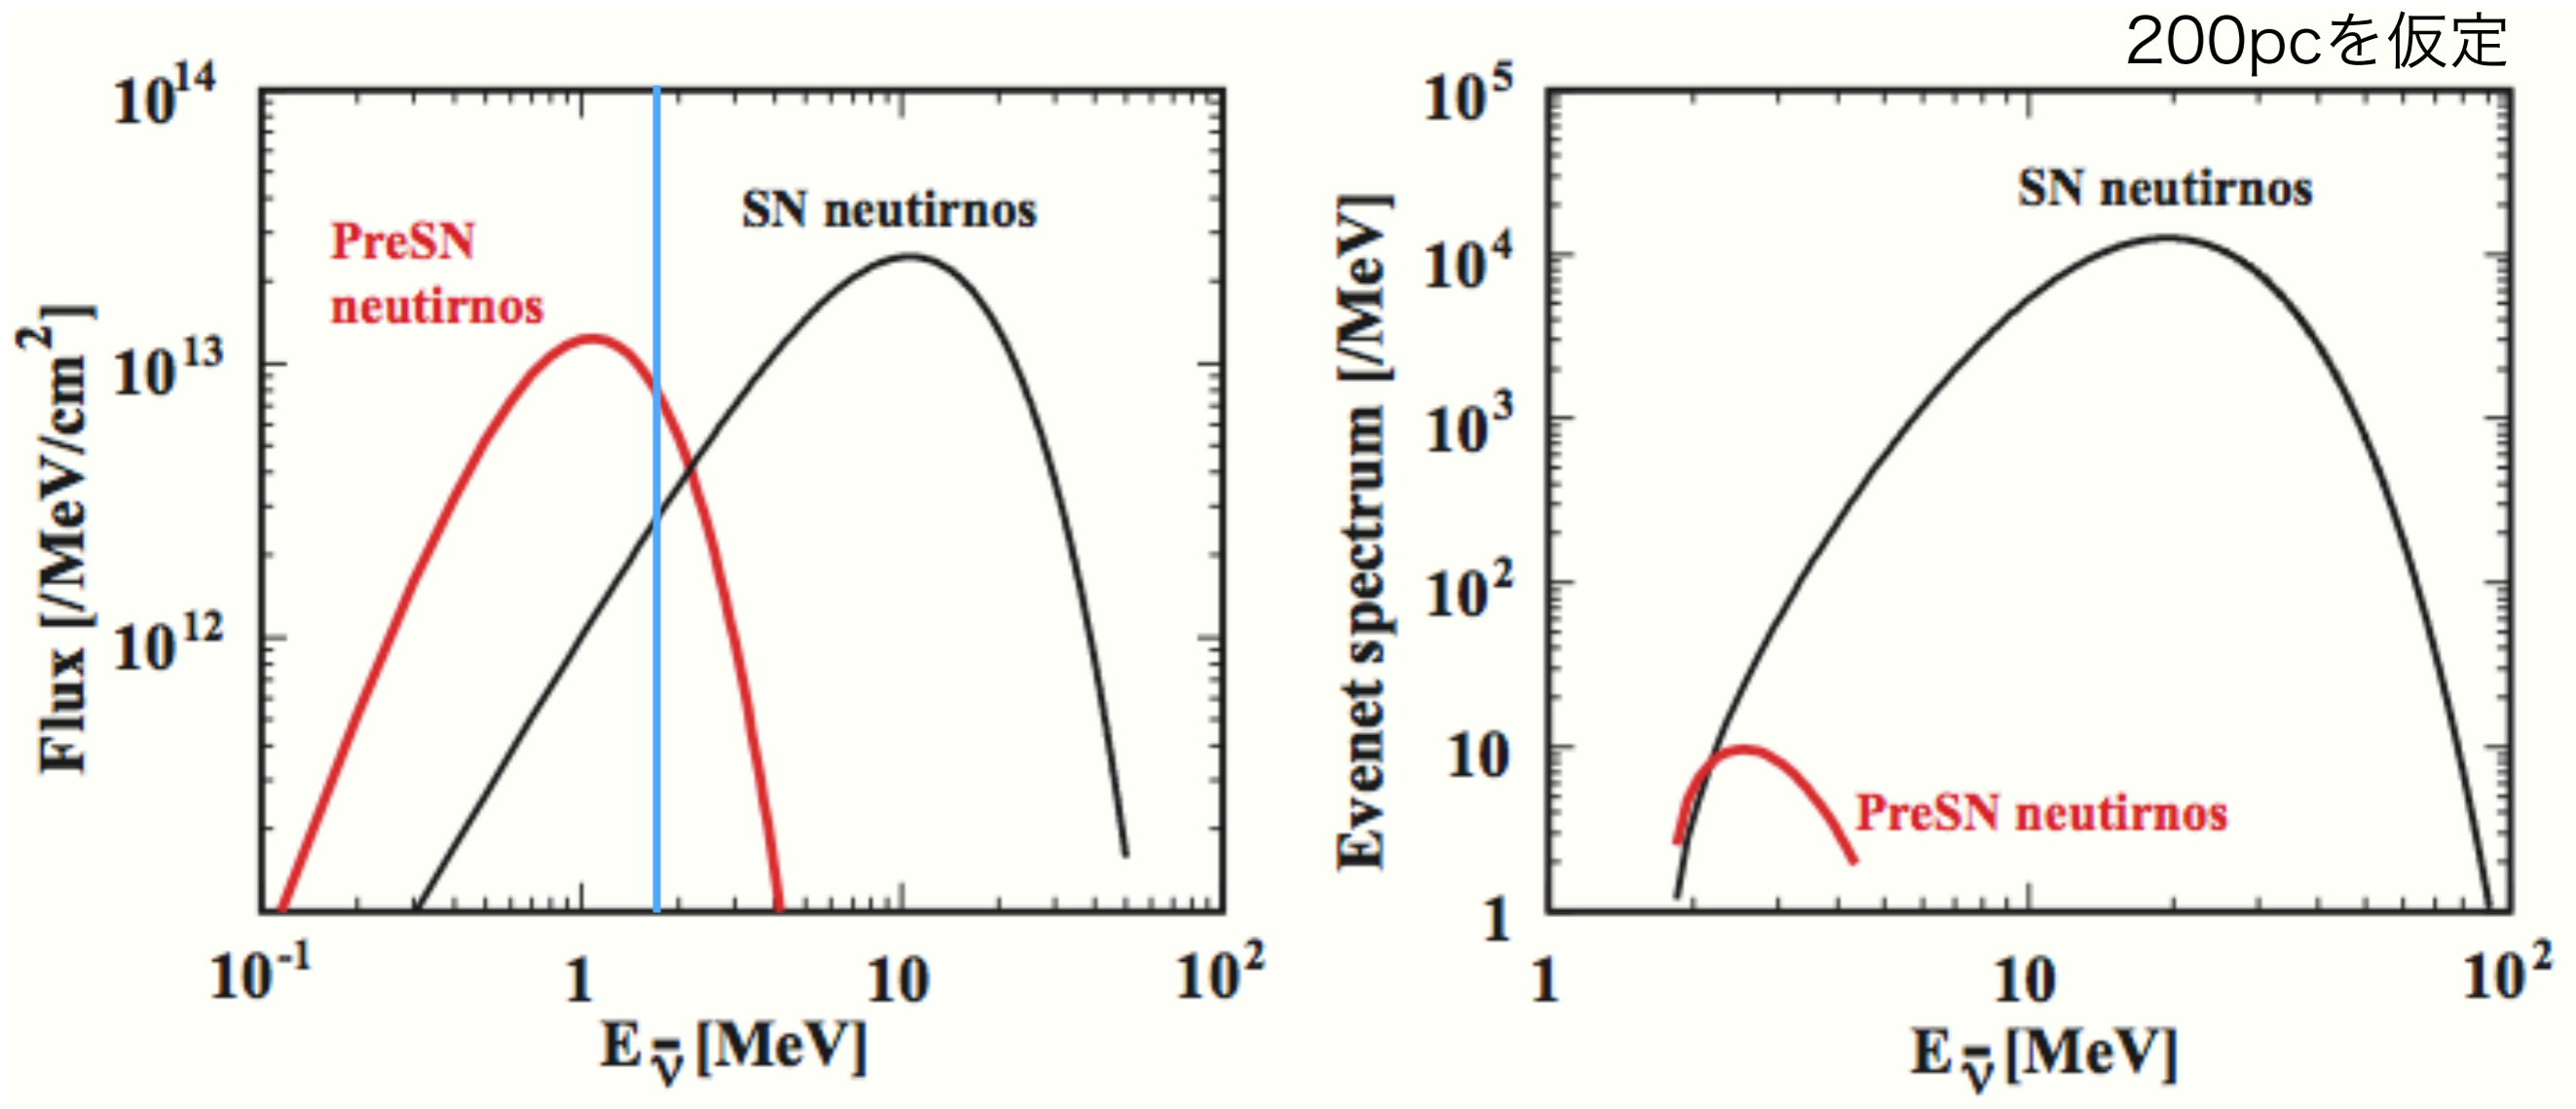 200pcを仮定
10^14
10^13
10^12
Flux [/MeV/cm^2]
PreSN
neutirnos
SN neutirnos
10^-1
1
10
10^2
E_ν̄ [MeV]
10^5
10^4
10^3
10^2
10
1
Evenet spectrum [/MeV]
SN neutirnos
PreSN neutirnos
1
10
10^2
E_ν̄ [MeV]